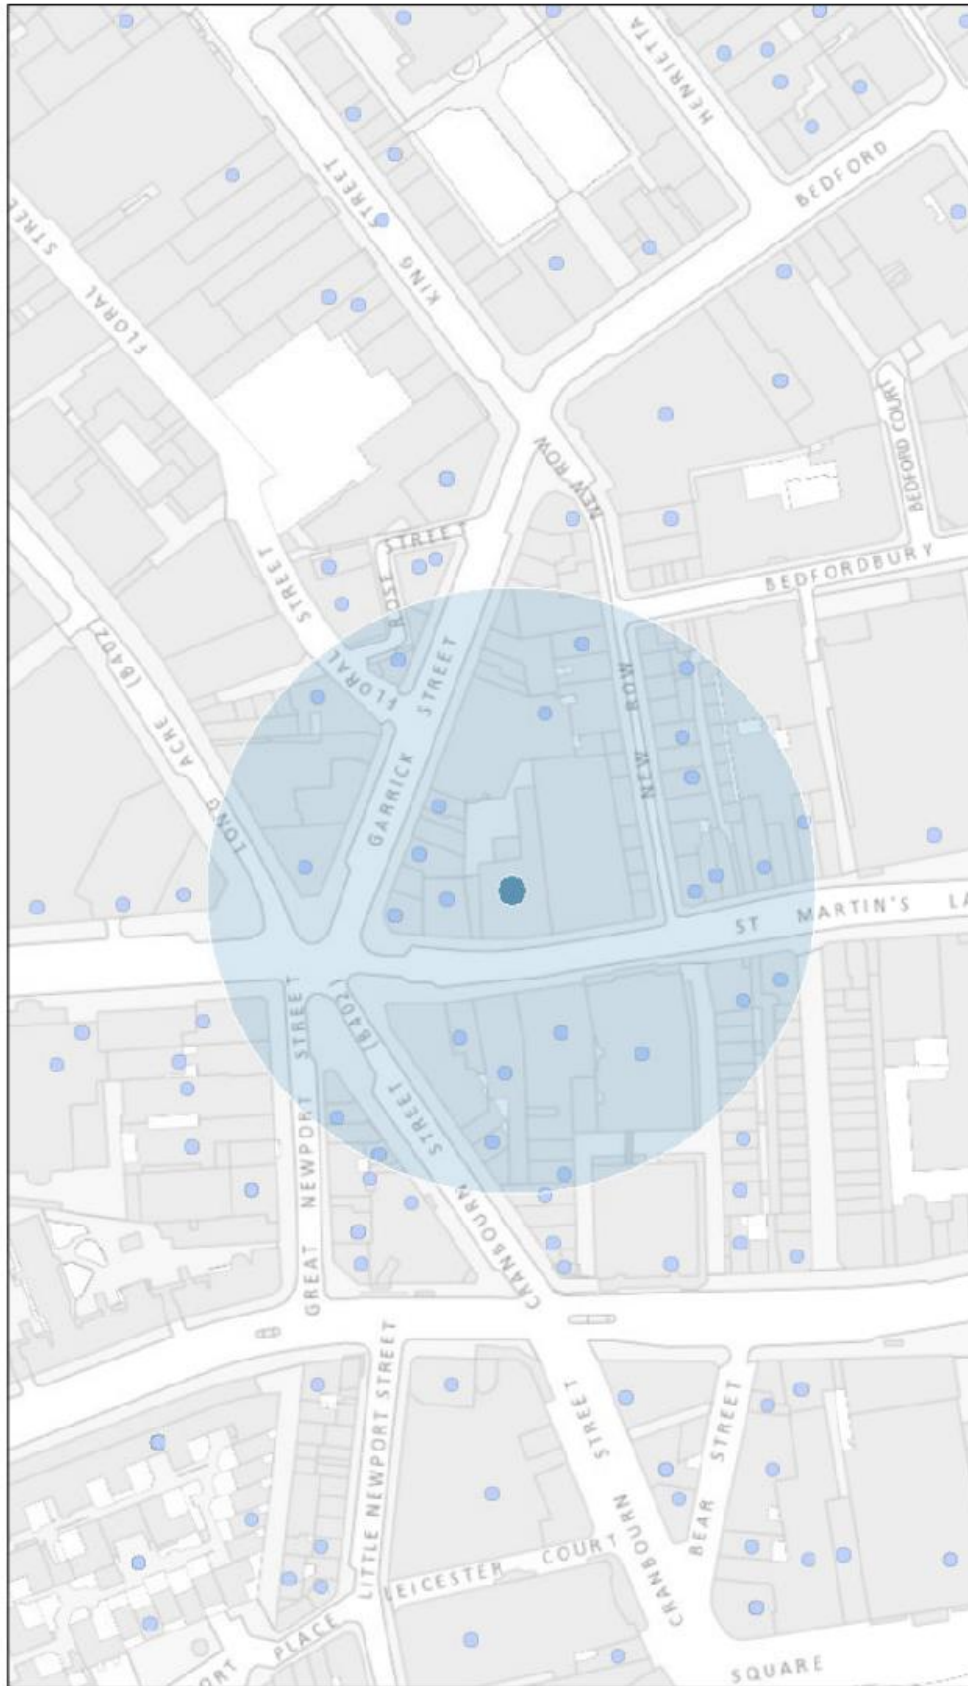 HENRIETTA
BEDFORD
STREET
KING
STREET
FLORAL
BEDFORD COURT
NEW ROW
STREET
ROSE
BEDFORDBURY
STREET
FLORAL
STREET
GARRICK
NEW ROW
(B402)
ACRE
LONG
ST MARTIN'S LA
GREAT NEWPORT STREET
(B402)
STREET
CRANBOURN
LITTLE NEWPORT STREET
STREET
CRANBOURN
BEAR STREET
LEICESTER COURT
PLACE
SQUARE